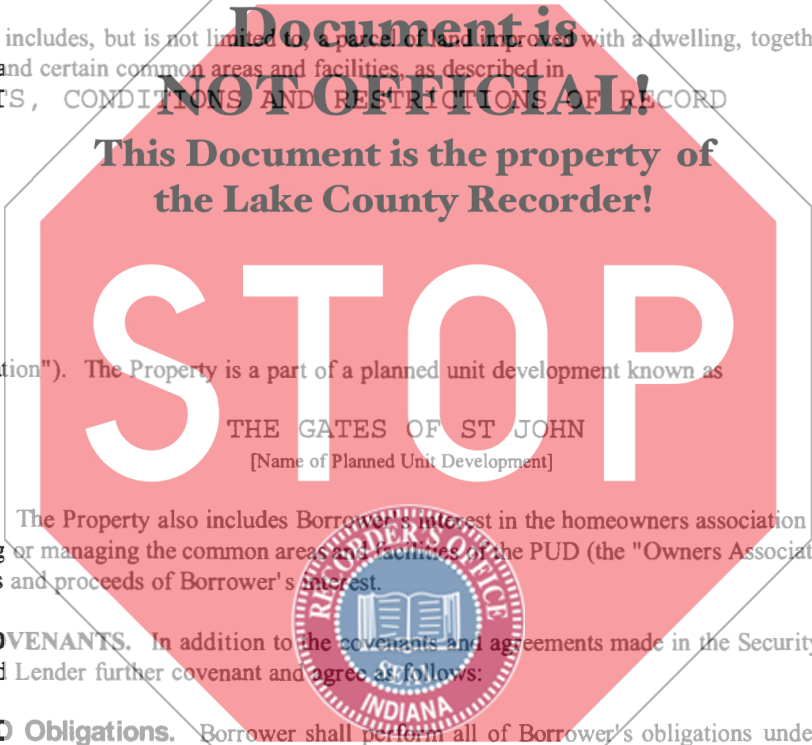 Document is
includes, but is not limited to, a parcel of land improved with a dwelling, togeth
and certain common areas and facilities, as described in
NOT OFFICIAL!
TS, CONDITIONS AND RESTRICTIONS OF RECORD
This Document is the property of
the Lake County Recorder!
STOP
tion"). The Property is a part of a planned unit development known as
THE GATES OF ST JOHN
[Name of Planned Unit Development]
The Property also includes Borrower's interest in the homeowners association
g or managing the common areas and facilities of the PUD (the "Owners Associat
s and proceeds of Borrower's interest.
RECORDER'S OFFICE
OVENANTS. In addition to the covenants and agreements made in the Security
d Lender further covenant and agree as follows:
SEAL
INDIANA
D Obligations. Borrower shall perform all of Borrower's obligations unde